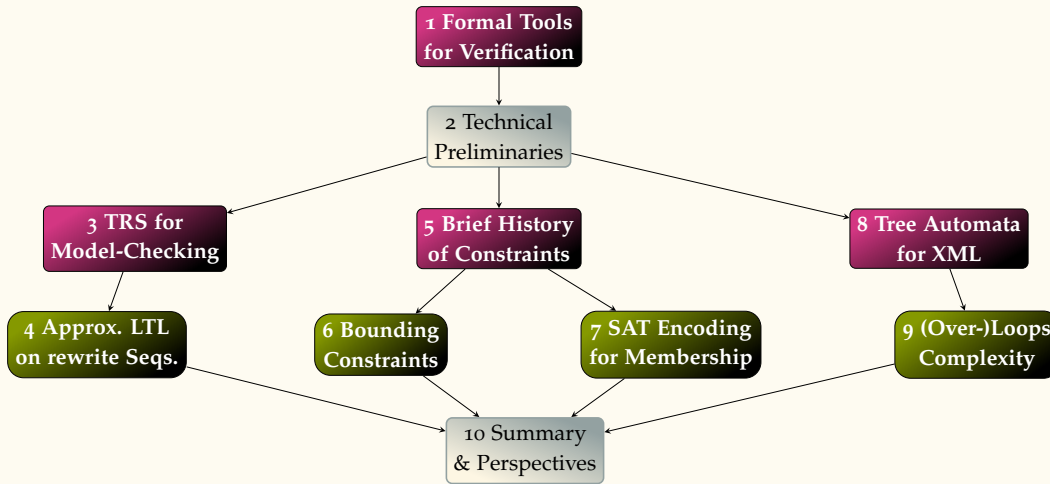 1 Formal Tools
for Verification
2 Technical
Preliminaries
3 TRS for
Model-Checking
5 Brief History
of Constraints
8 Tree Automata
for XML
4 Approx. LTL
on rewrite Seqs.
6 Bounding
Constraints
7 SAT Encoding
for Membership
9 (Over-)Loops
Complexity
10 Summary
& Perspectives